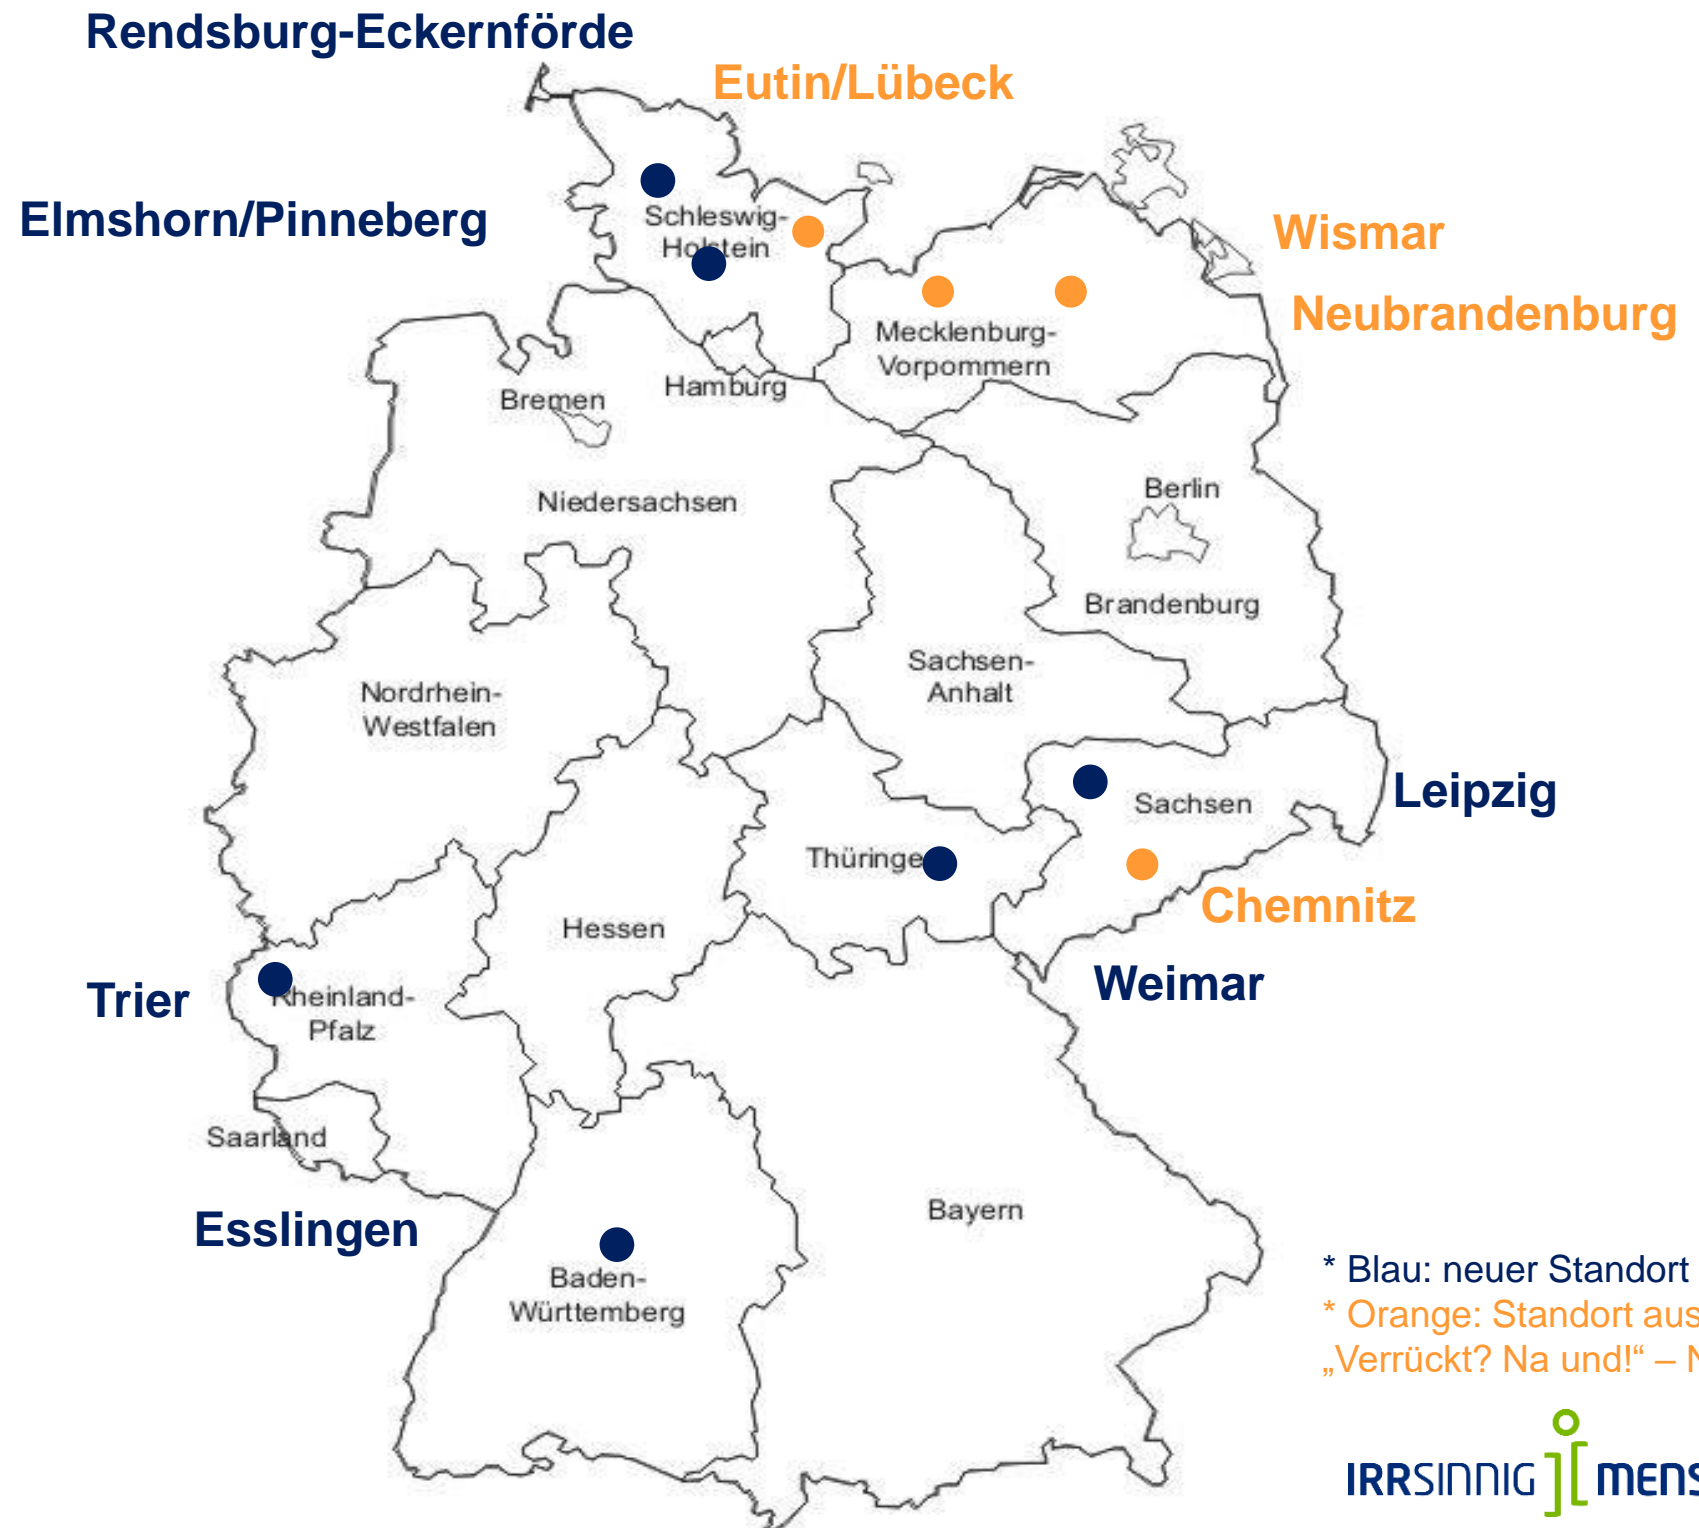 Rendsburg-Eckernförde
Eutin/Lübeck
Elmshorn/Pinneberg
Schleswig-
Holstein
Wismar
Neubrandenburg
Mecklenburg-
Vorpommern
Hamburg
Bremen
Niedersachsen
Berlin
Brandenburg
Sachsen-
Anhalt
Nordrhein-
Westfalen
Leipzig
Sachsen
Thüringe
Chemnitz
Hessen
Weimar
Trier
Rheinland-
Pfalz
Saarland
Esslingen
Bayern
Baden-
Württemberg
* Blau: neuer Standort
* Orange: Standort aus
„Verrückt? Na und!“ –
IRRSINNIG MENS